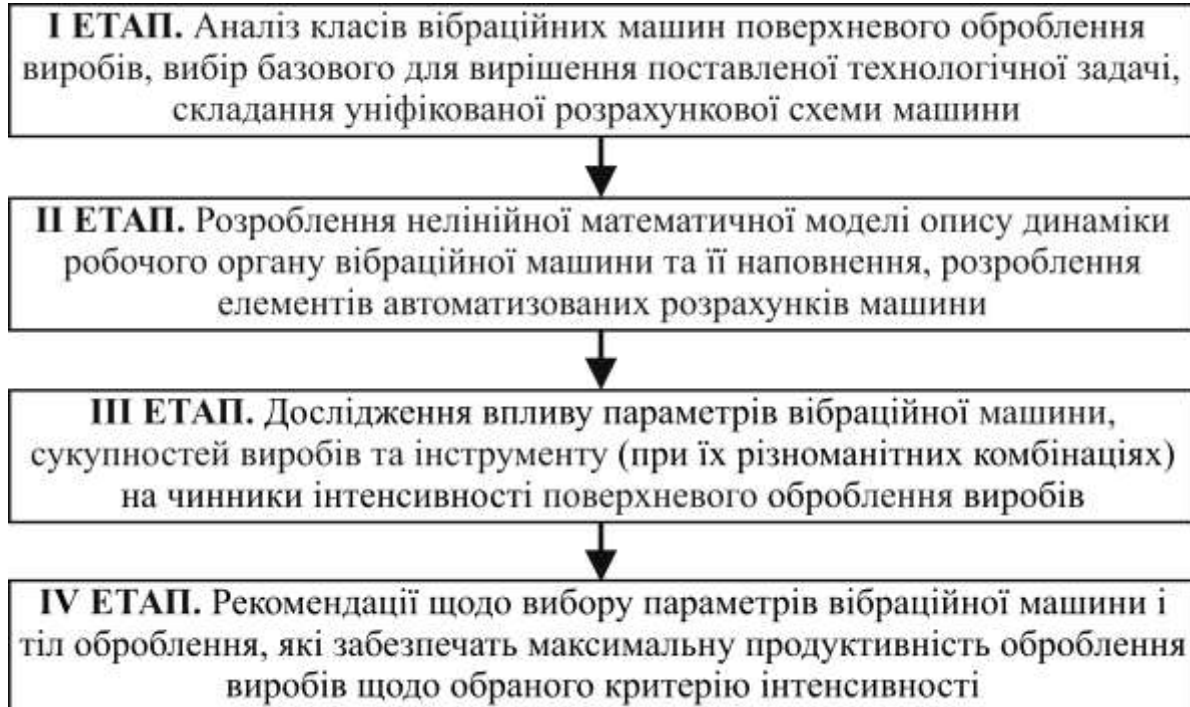 І ЕТАП. Аналіз класів вібраційних машин поверхневого оброблення
виробів, вибір базового для вирішення поставленої технологічної задачі,
складання уніфікованої розрахункової схеми машини
ІІ ЕТАП. Розроблення нелінійної математичної моделі опису динаміки
робочого органу вібраційної машини та її наповнення, розроблення
елементів автоматизованих розрахунків машини
ІІІ ЕТАП. Дослідження впливу параметрів вібраційної машини,
сукупностей виробів та інструменту (при їх різноманітних комбінаціях)
на чинники інтенсивності поверхневого оброблення виробів
IV ЕТАП. Рекомендації щодо вибору параметрів вібраційної машини і
тіл оброблення, які забезпечать максимальну продуктивність оброблення
виробів щодо обраного критерію інтенсивності